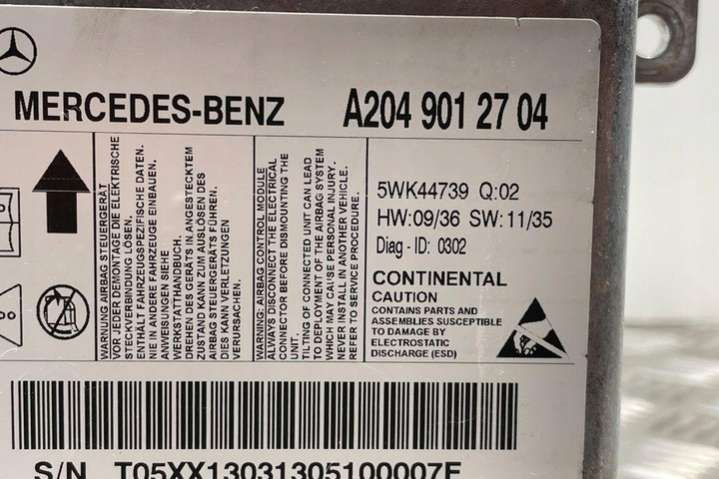 MERCEDES-BENZ A204 901 27 04
WARNUNG AIRBAG STEUERGERÄT
VOR JEDER DEMONTAGE DIE ELEKTRISCHE
STECKVERBINDUNG LÖSEN.
ENTHÄLT FAHRZEUGSPEZIFISCHE DATEN.
NIE IN ANDERE FAHRZEUGE EINBAUEN.
ANWEISUNGEN SIEHE
WERKSTATTHANDBUCH.
DREHEN DES GERÄTS IN ANGESTECKTEM
ZUSTAND KANN ZUM AUSLÖSEN DES
AIRBAG-STEUERGERÄTS FÜHREN.
DIES KANN VERLETZUNGEN
VERURSACHEN.
WARNING: AIRBAG CONTROL MODULE
ALWAYS DISCONNECT THE ELECTRICAL
CONNECTOR BEFORE DISMOUNTING THE
UNIT.
TILTING OF CONNECTED UNIT CAN LEAD
TO DEPLOYMENT OF THE AIRBAG SYSTEM
WHICH MAY CAUSE PERSONAL INJURY.
NEVER INSTALL IN ANOTHER VEHICLE.
REFER TO SERVICE PROCEDURE.
5WK44739 Q:02
HW:09/36 SW:11/35
Diag - ID: 0302
CONTINENTAL
CAUTION
CONTAINS PARTS AND
ASSEMBLIES SUSCEPTIBLE
TO DAMAGE BY
ELECTROSTATIC
DISCHARGE (ESD)
S/N T05XX13031305100007F